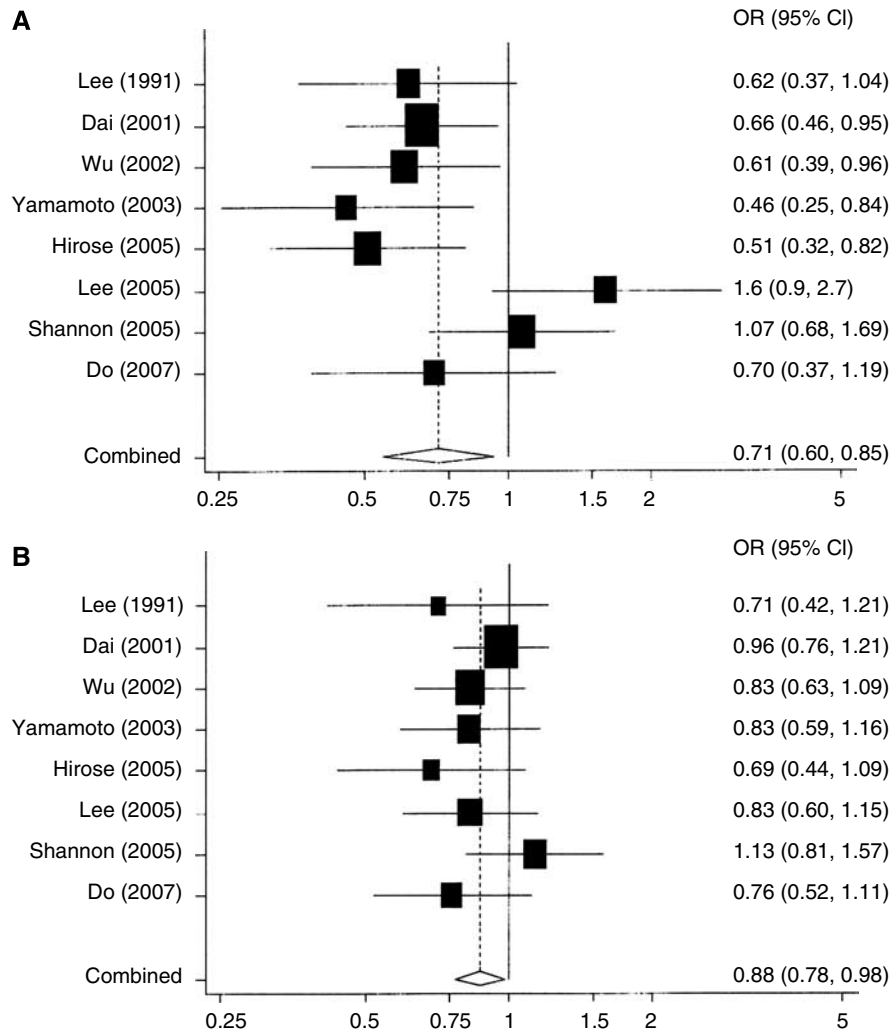 A
OR (95% CI)
Lee (1991) 0.62 (0.37, 1.04)
Dai (2001) 0.66 (0.46, 0.95)
Wu (2002) 0.61 (0.39, 0.96)
Yamamoto (2003) 0.46 (0.25, 0.84)
Hirose (2005) 0.51 (0.32, 0.82)
Lee (2005) 1.6 (0.9, 2.7)
Shannon (2005) 1.07 (0.68, 1.69)
Do (2007) 0.70 (0.37, 1.19)
Combined 0.71 (0.60, 0.85)
0.25 0.5 0.75 1 1.5 2 5
B
OR (95% CI)
Lee (1991) 0.71 (0.42, 1.21)
Dai (2001) 0.96 (0.76, 1.21)
Wu (2002) 0.83 (0.63, 1.09)
Yamamoto (2003) 0.83 (0.59, 1.16)
Hirose (2005) 0.69 (0.44, 1.09)
Lee (2005) 0.83 (0.60, 1.15)
Shannon (2005) 1.13 (0.81, 1.57)
Do (2007) 0.76 (0.52, 1.11)
Combined 0.88 (0.78, 0.98)
0.25 0.5 0.75 1 1.5 2 5